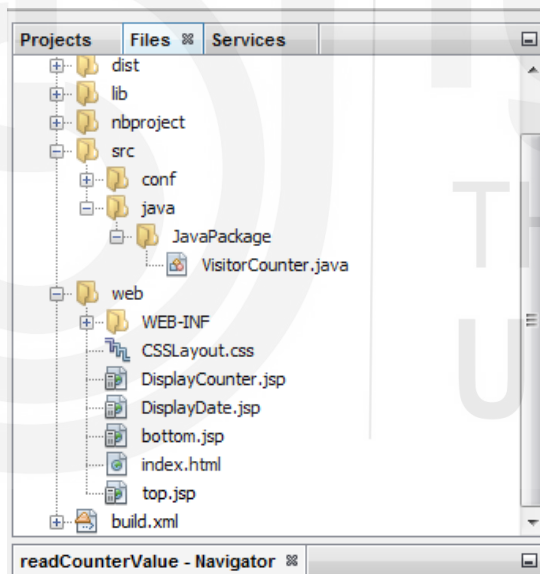 Projects Files Services
dist
lib
nbproject
src
conf
java
JavaPackage
VisitorCounter.java
web
WEB-INF
CSSLayout.css
DisplayCounter.jsp
DisplayDate.jsp
bottom.jsp
index.html
top.jsp
build.xml
readCounterValue - Navigator